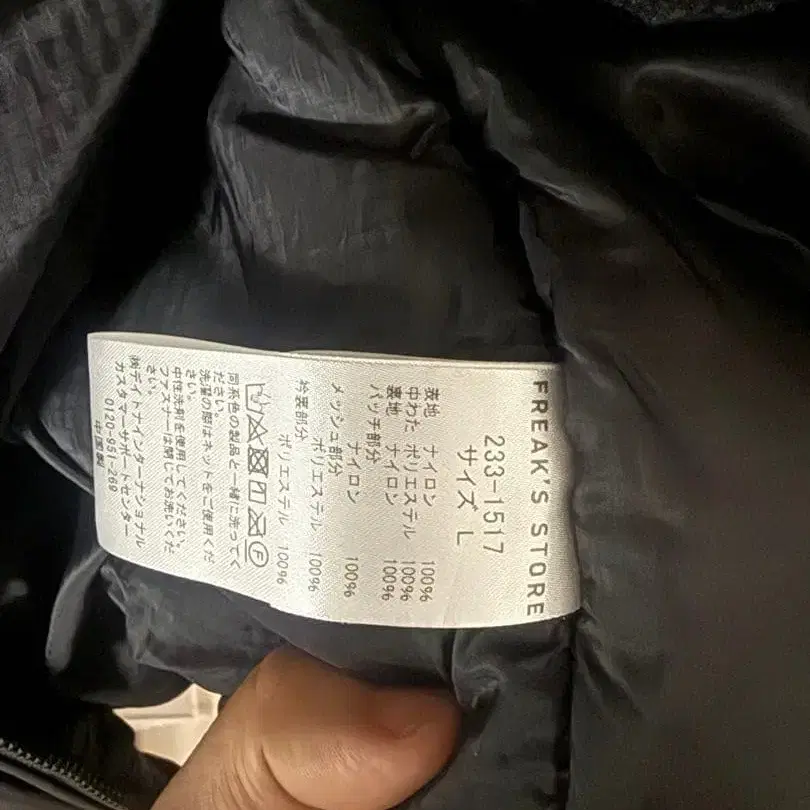 FREAK'S STORE
233-1517
サイズ L
表地 ナイロン 100%
中わた ポリエステル 100%
裏地 ナイロン 100%
パッチ部分
ナイロン 100%
メッシュ部分
ポリエステル 100%
衿裏部分
ポリエステル 100%
同系色の製品と一緒に洗ってく
ださい。
洗濯の際はネットをご使用くだ
さい。
中性洗剤を使用してください。
ファスナーは閉じてお洗いくだ
さい。
㈱デイトナインターナショナル
カスタマーサポートセンター
0120-951-269
中国製